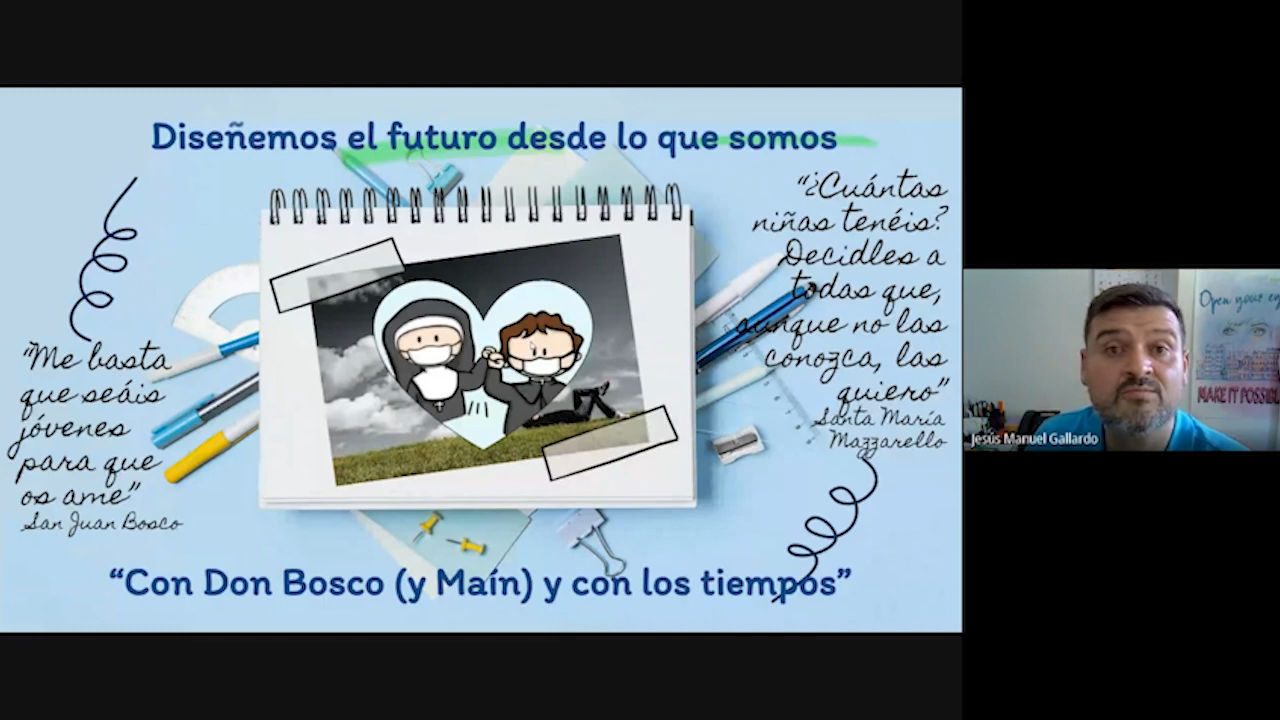 Diseñemos el futuro desde lo que somos
“Me basta
que seáis
jóvenes
para que
os ame”
San Juan Bosco
“¿Cuántas
niñas tenéis?
Decidles a
todas que,
aunque no las
conozca, las
quiero”
Santa María
Mazzarello
“Con Don Bosco (y Maín) y con los tiempos”
Open your
MAKE IT POSSIBL
Jesús Manuel Gallardo